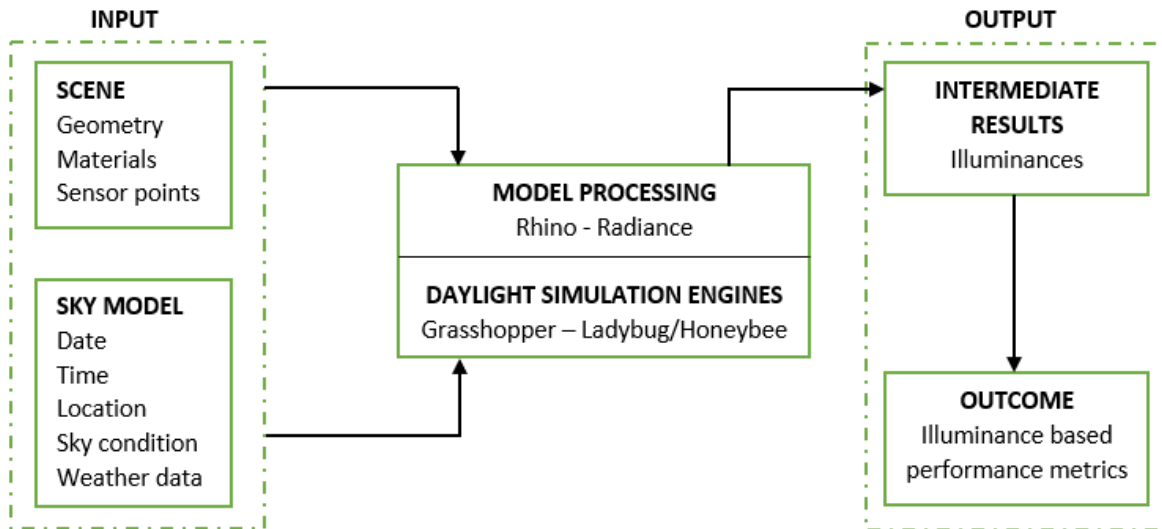 INPUT
SCENE
Geometry
Materials
Sensor points
SKY MODEL
Date
Time
Location
Sky condition
Weather data
MODEL PROCESSING
Rhino - Radiance
DAYLIGHT SIMULATION ENGINES
Grasshopper – Ladybug/Honeybee
OUTPUT
INTERMEDIATE
RESULTS
Illuminances
OUTCOME
Illuminance based
performance metrics